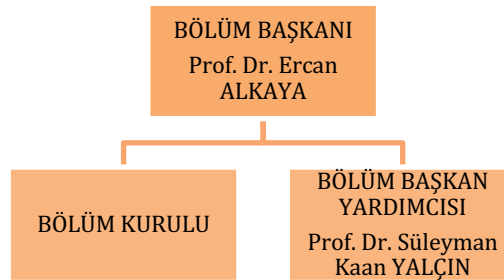 BÖLÜM BAŞKANI
Prof. Dr. Ercan
ALKAYA
BÖLÜM KURULU
BÖLÜM BAŞKAN
YARDIMCISI
Prof. Dr. Süleyman
Kaan YALÇIN